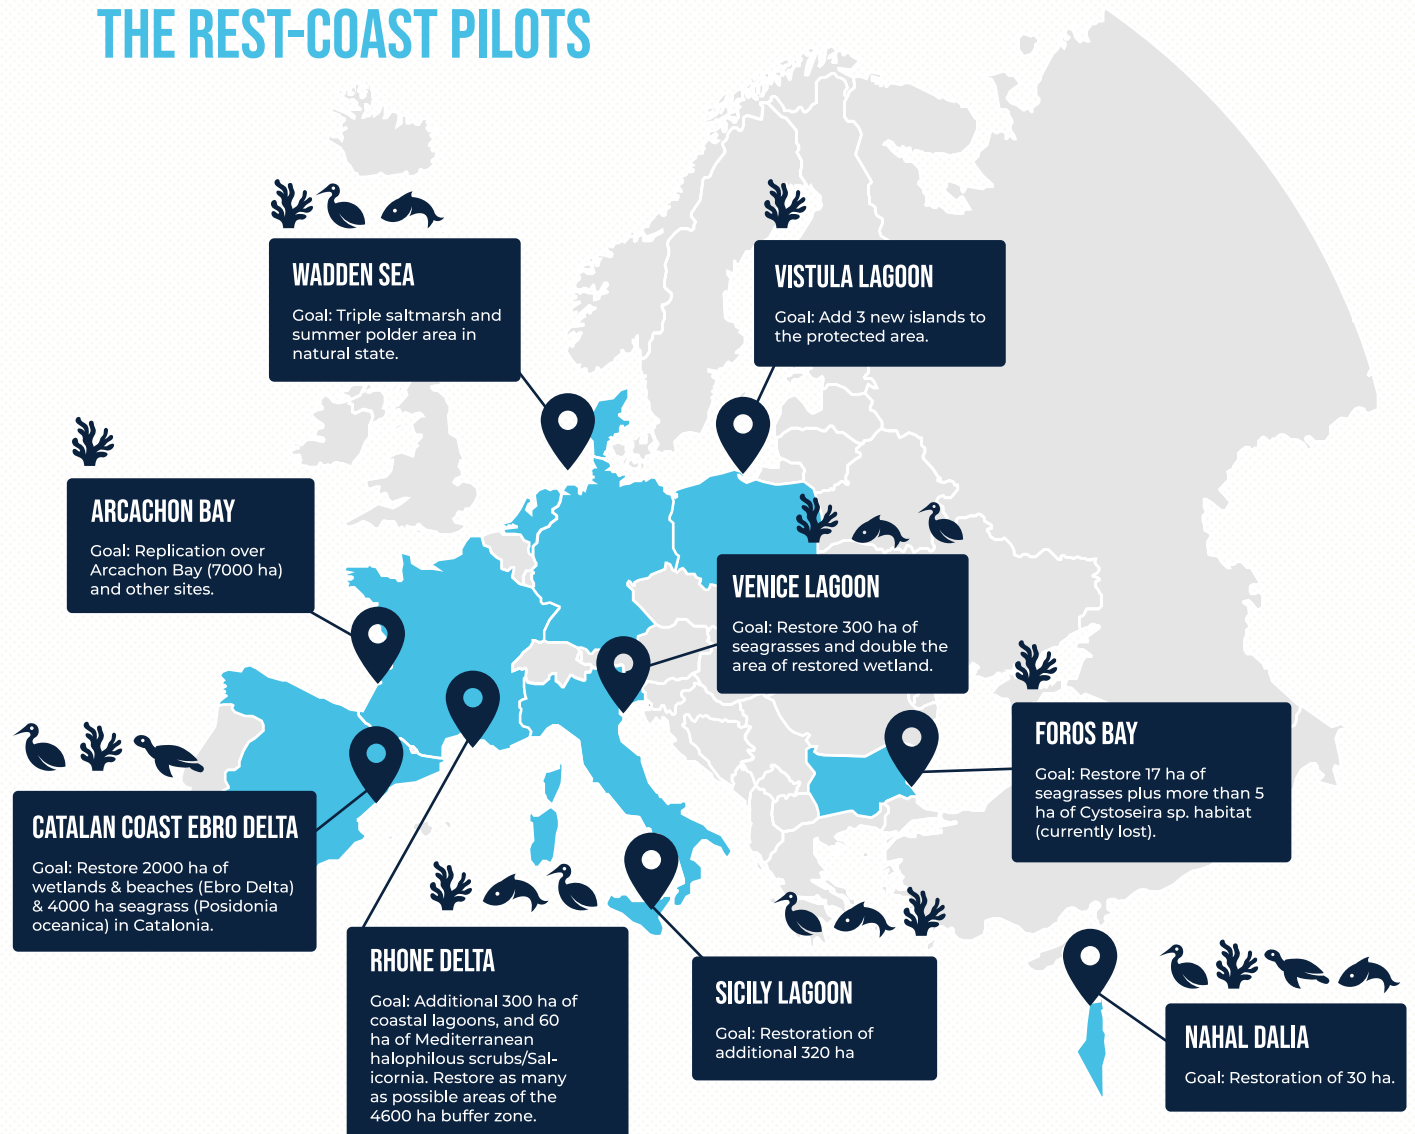 THE REST-COAST PILOTS
WADDEN SEA
Goal: Triple saltmarsh and
summer polder area in
natural state.
VISTULA LAGOON
Goal: Add 3 new islands to
the protected area.
ARCACHON BAY
Goal: Replication over
Arcachon Bay (7000 ha)
and other sites.
VENICE LAGOON
Goal: Restore 300 ha of
seagrasses and double the
area of restored wetland.
FOROS BAY
Goal: Restore 17 ha of
seagrasses plus more than 5
ha of Cystoseira sp. habitat
(currently lost).
CATALAN COAST EBRO DELTA
Goal: Restore 2000 ha of
wetlands & beaches (Ebro Delta)
& 4000 ha seagrass (Posidonia
oceanica) in Catalonia.
RHONE DELTA
Goal: Additional 300 ha of
coastal lagoons, and 60
ha of Mediterranean
halophilous scrubs/Sal-
icornia. Restore as many
as possible areas of the
4600 ha buffer zone.
SICILY LAGOON
Goal: Restoration of
additional 320 ha
NAHAL DALIA
Goal: Restoration of 30 ha.